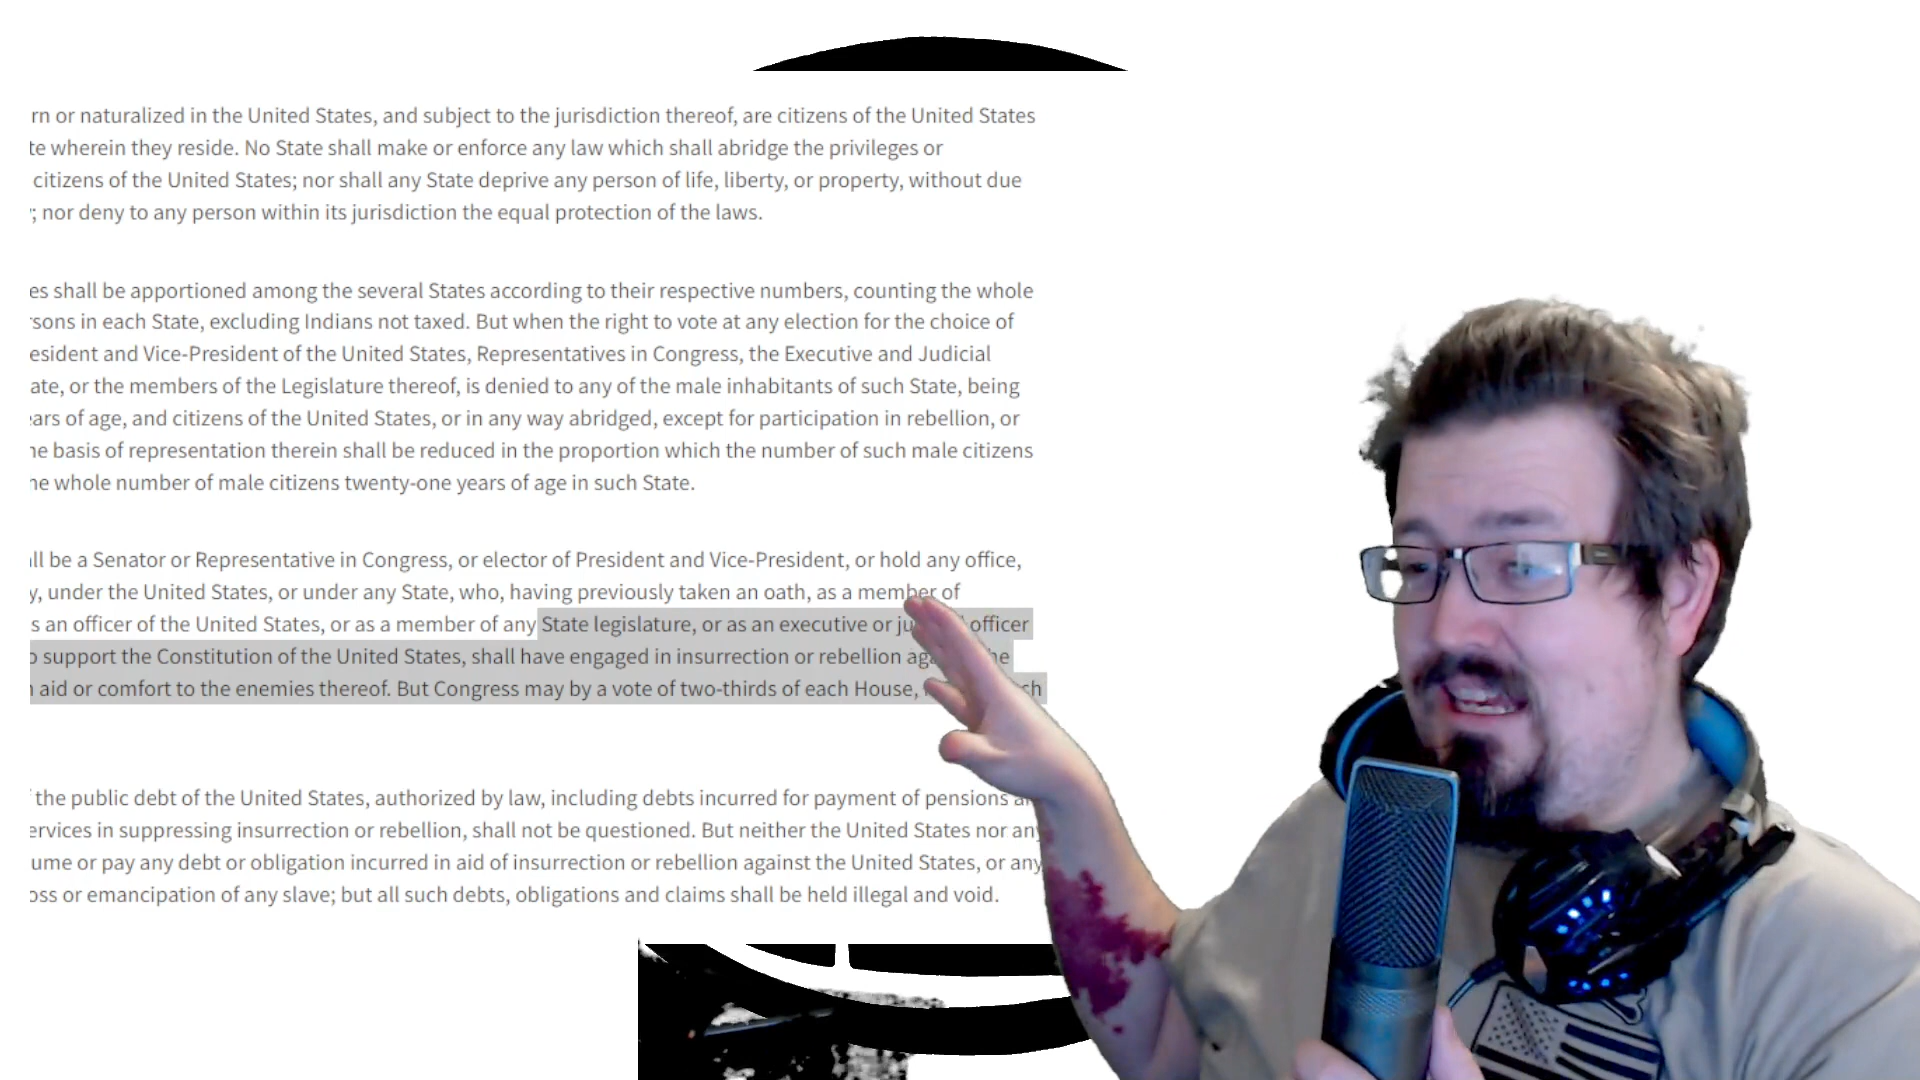 rn or naturalized in the United States, and subject to the jurisdiction thereof, are citizens of the United States
te wherein they reside. No State shall make or enforce any law which shall abridge the privileges or
citizens of the United States; nor shall any State deprive any person of life, liberty, or property, without due
; nor deny to any person within its jurisdiction the equal protection of the laws.
es shall be apportioned among the several States according to their respective numbers, counting the whole
rsons in each State, excluding Indians not taxed. But when the right to vote at any election for the choice of
esident and Vice-President of the United States, Representatives in Congress, the Executive and Judicial
ate, or the members of the Legislature thereof, is denied to any of the male inhabitants of such State, being
ars of age, and citizens of the United States, or in any way abridged, except for participation in rebellion, or
he basis of representation therein shall be reduced in the proportion which the number of such male citizens
he whole number of male citizens twenty-one years of age in such State.
ll be a Senator or Representative in Congress, or elector of President and Vice-President, or hold any office,
y, under the United States, or under any State, who, having previously taken an oath, as a member of
s an officer of the United States, or as a member of any State legislature, or as an executive or ju officer
o support the Constitution of the United States, shall have engaged in insurrection or rebellion aga he
n aid or comfort to the enemies thereof. But Congress may by a vote of two-thirds of each House, ch
the public debt of the United States, authorized by law, including debts incurred for payment of pensions an
ervices in suppressing insurrection or rebellion, shall not be questioned. But neither the United States nor any
ume or pay any debt or obligation incurred in aid of insurrection or rebellion against the United States, or any
oss or emancipation of any slave; but all such debts, obligations and claims shall be held illegal and void.